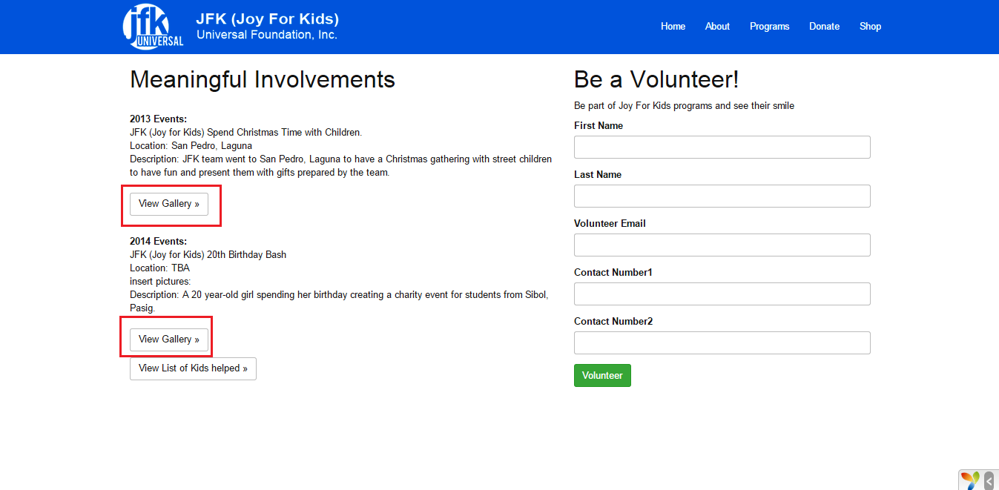 jfk
UNIVERSAL
JFK (Joy For Kids)
Universal Foundation, Inc.
Home About Programs Donate Shop
Meaningful Involvements
2013 Events:
JFK (Joy for Kids) Spend Christmas Time with Children.
Location: San Pedro, Laguna
Description: JFK team went to San Pedro, Laguna to have a Christmas gathering with street children
to have fun and present them with gifts prepared by the team.
View Gallery »
2014 Events:
JFK (Joy for Kids) 20th Birthday Bash
Location: TBA
insert pictures:
Description: A 20 year-old girl spending her birthday creating a charity event for students from Sibol,
Pasig.
View Gallery »
View List of Kids helped »
Be a Volunteer!
Be part of Joy For Kids programs and see their smile
First Name
Last Name
Volunteer Email
Contact Number1
Contact Number2
Volunteer